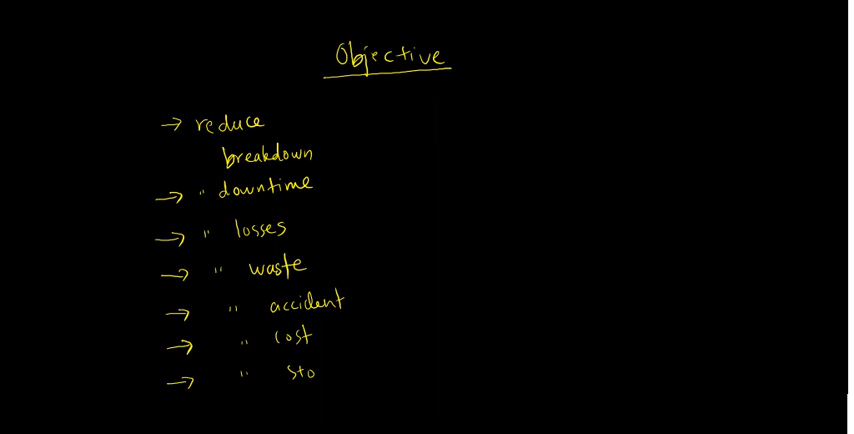 Objective
→ reduce
breakdown
→ " downtime
→ " losses
→ " waste
→ " accident
→ " cost
→ " sto